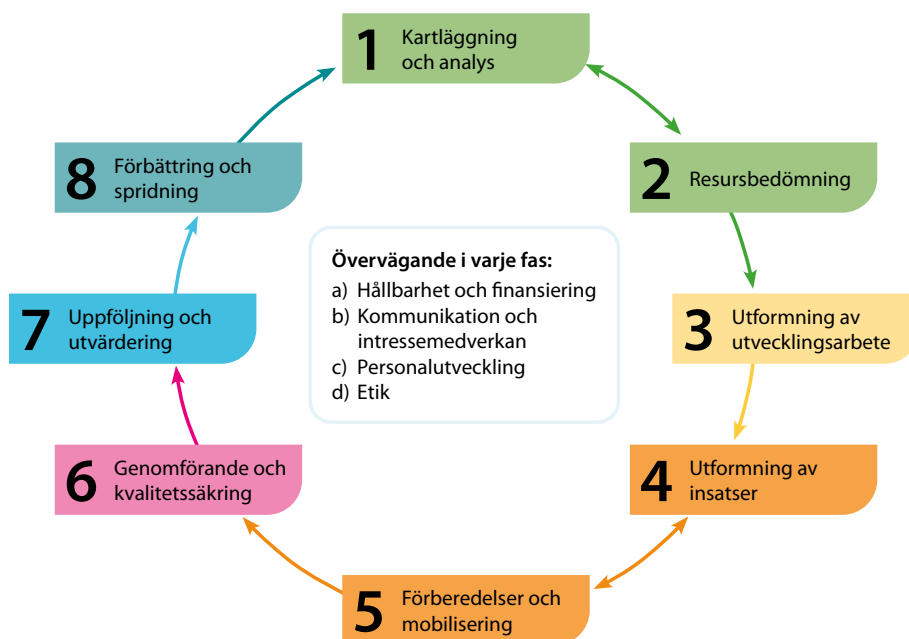 1 Kartläggning
och analys
2 Resursbedömning
3 Utformning av
utvecklingsarbete
4 Utformning av
insatser
5 Förberedelser och
mobilisering
6 Genomförande och
kvalitetssäkring
7 Uppföljning och
utvärdering
8 Förbättring och
spridning
Övervägande i varje fas:
a) Hållbarhet och finansiering
b) Kommunikation och
intressemedverkan
c) Personalutveckling
d) Etik